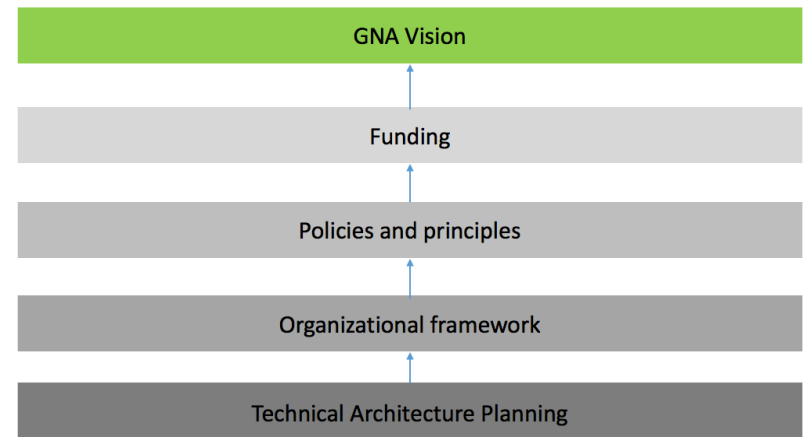 GNA Vision
Funding
Policies and principles
Organizational framework
Technical Architecture Planning